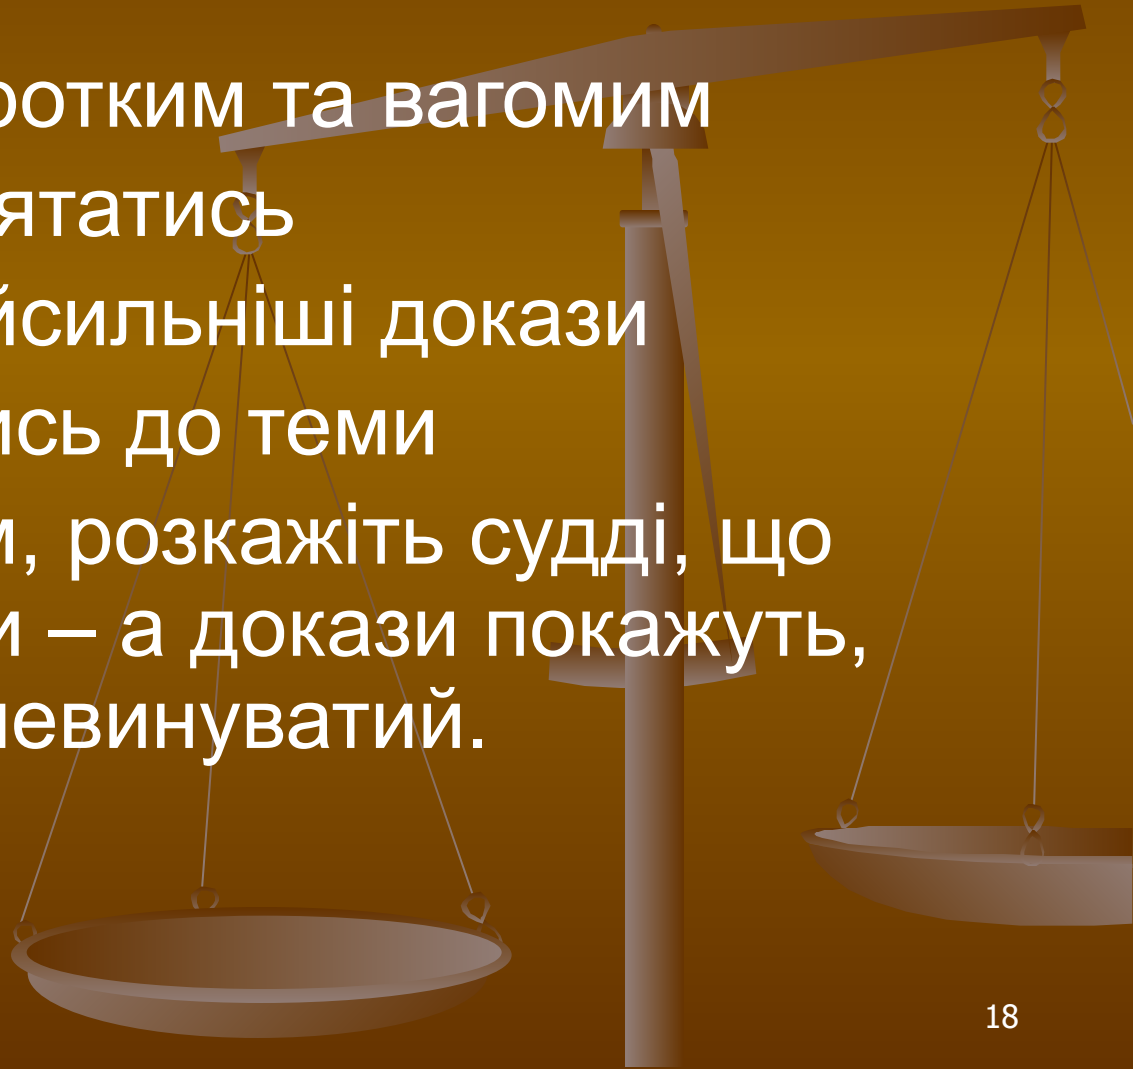 ротким та вагомим
ятатись
йсильніші докази
ись до теми
м, розкажіть судді, що
и – а докази покажуть,
невинуватий.
18